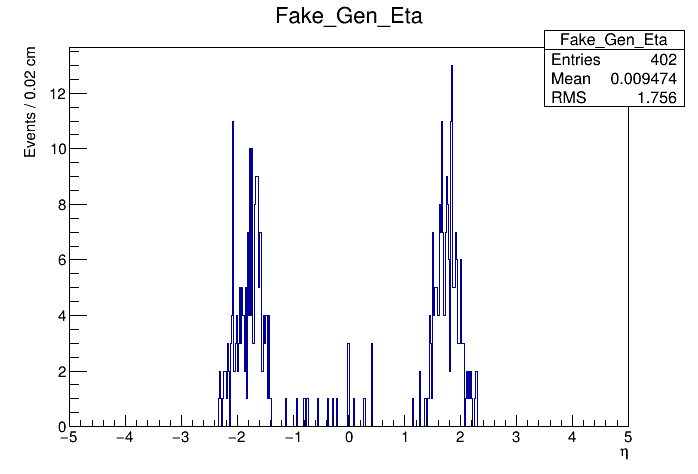 Fake_Gen_Eta
Fake_Gen_Eta
Entries 402
Mean 0.009474
RMS 1.756
Events / 0.02 cm
12
10
8
6
4
2
0
−5 −4 −3 −2 −1 0 1 2 3 4 5
η